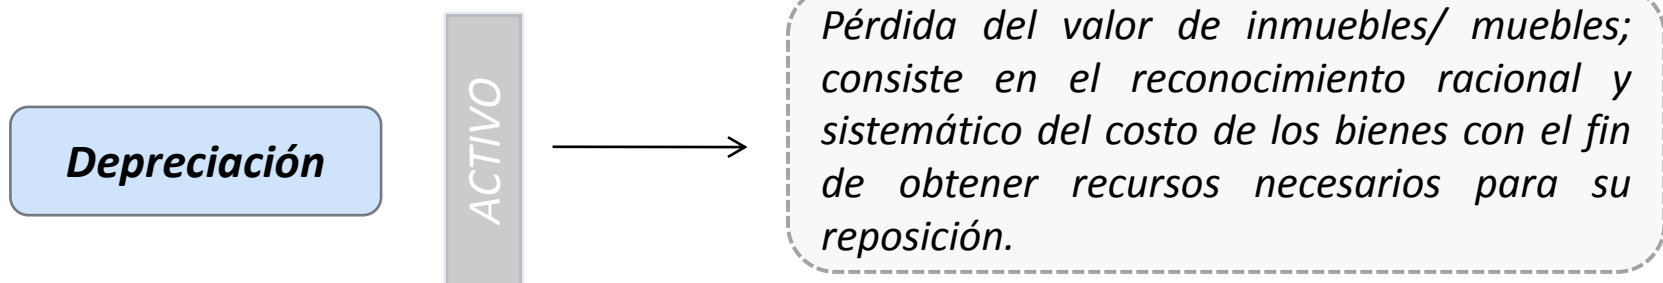 Depreciación
ACTIVO
Pérdida del valor de inmuebles/ muebles;
consiste en el reconocimiento racional y
sistemático del costo de los bienes con el fin
de obtener recursos necesarios para su
reposición.